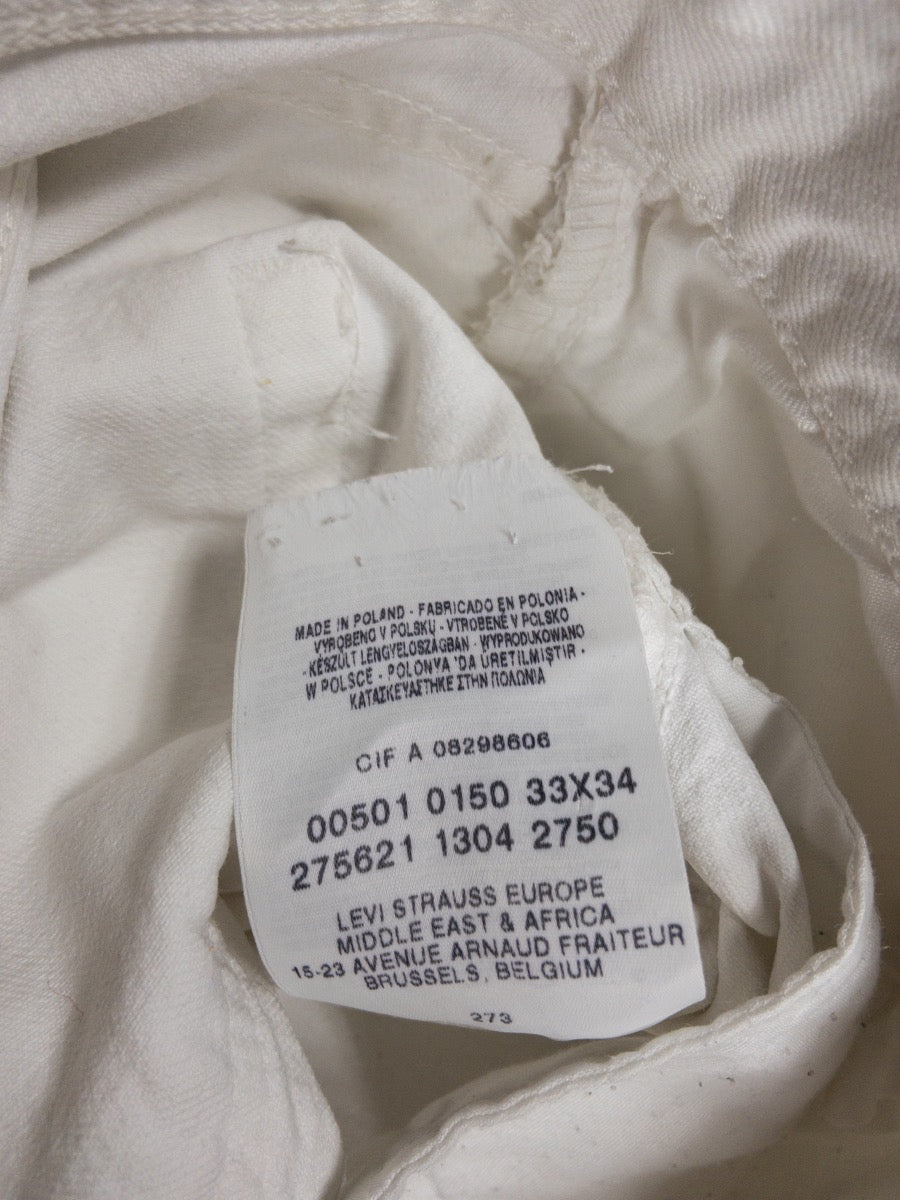 MADE IN POLAND - FABRICADO EN POLONIA -
VYROBENO V POLSKU - VTROBENÉ V POLSKO
- KÉSZÜLT LENGYELOSZAGBAN - WYPRODUKOWANO
W POLSCE - POLONYA 'DA ÜRETILMIŞTIR -
ΚΑΤΑΣΚΕΥΑΣΤΗΚΕ ΣΤΗΝ ΠΟΛΩΝΙΑ
CIF A 08298606
00501 0150 33X34
275621 1304 2750
LEVI STRAUSS EUROPE
MIDDLE EAST & AFRICA
15-23 AVENUE ARNAUD FRAITEUR
BRUSSELS, BELGIUM
273